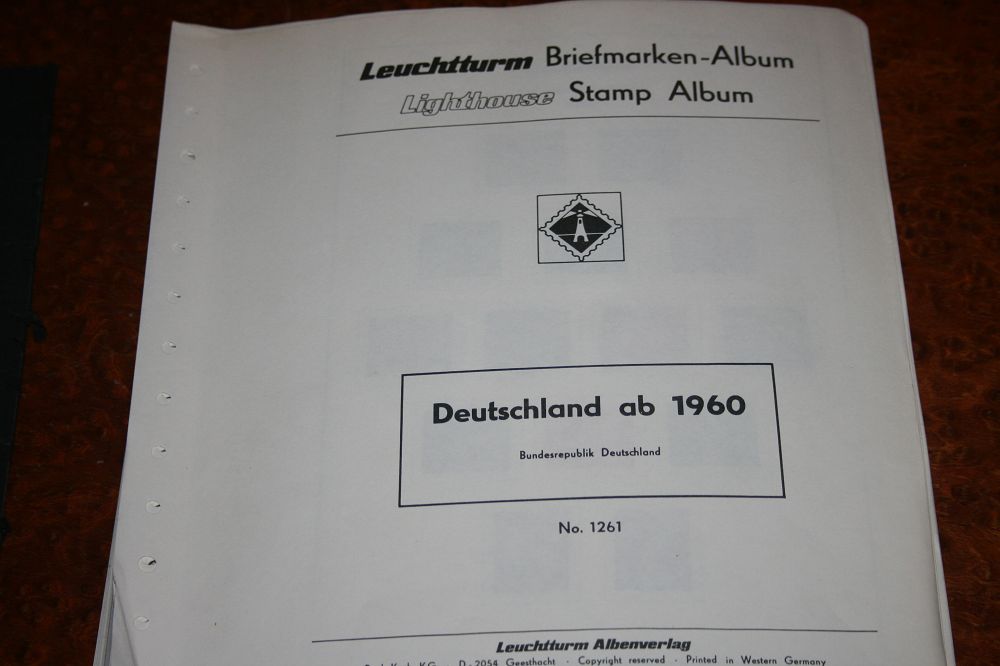 Leuchtturm Briefmarken-Album
Lighthouse Stamp Album
Deutschland ab 1960
Bundesrepublik Deutschland
No. 1261
Leuchtturm Albenverlag
KG · D - 2054 Geesthacht · Copyright reserved · Printed in Western Germany